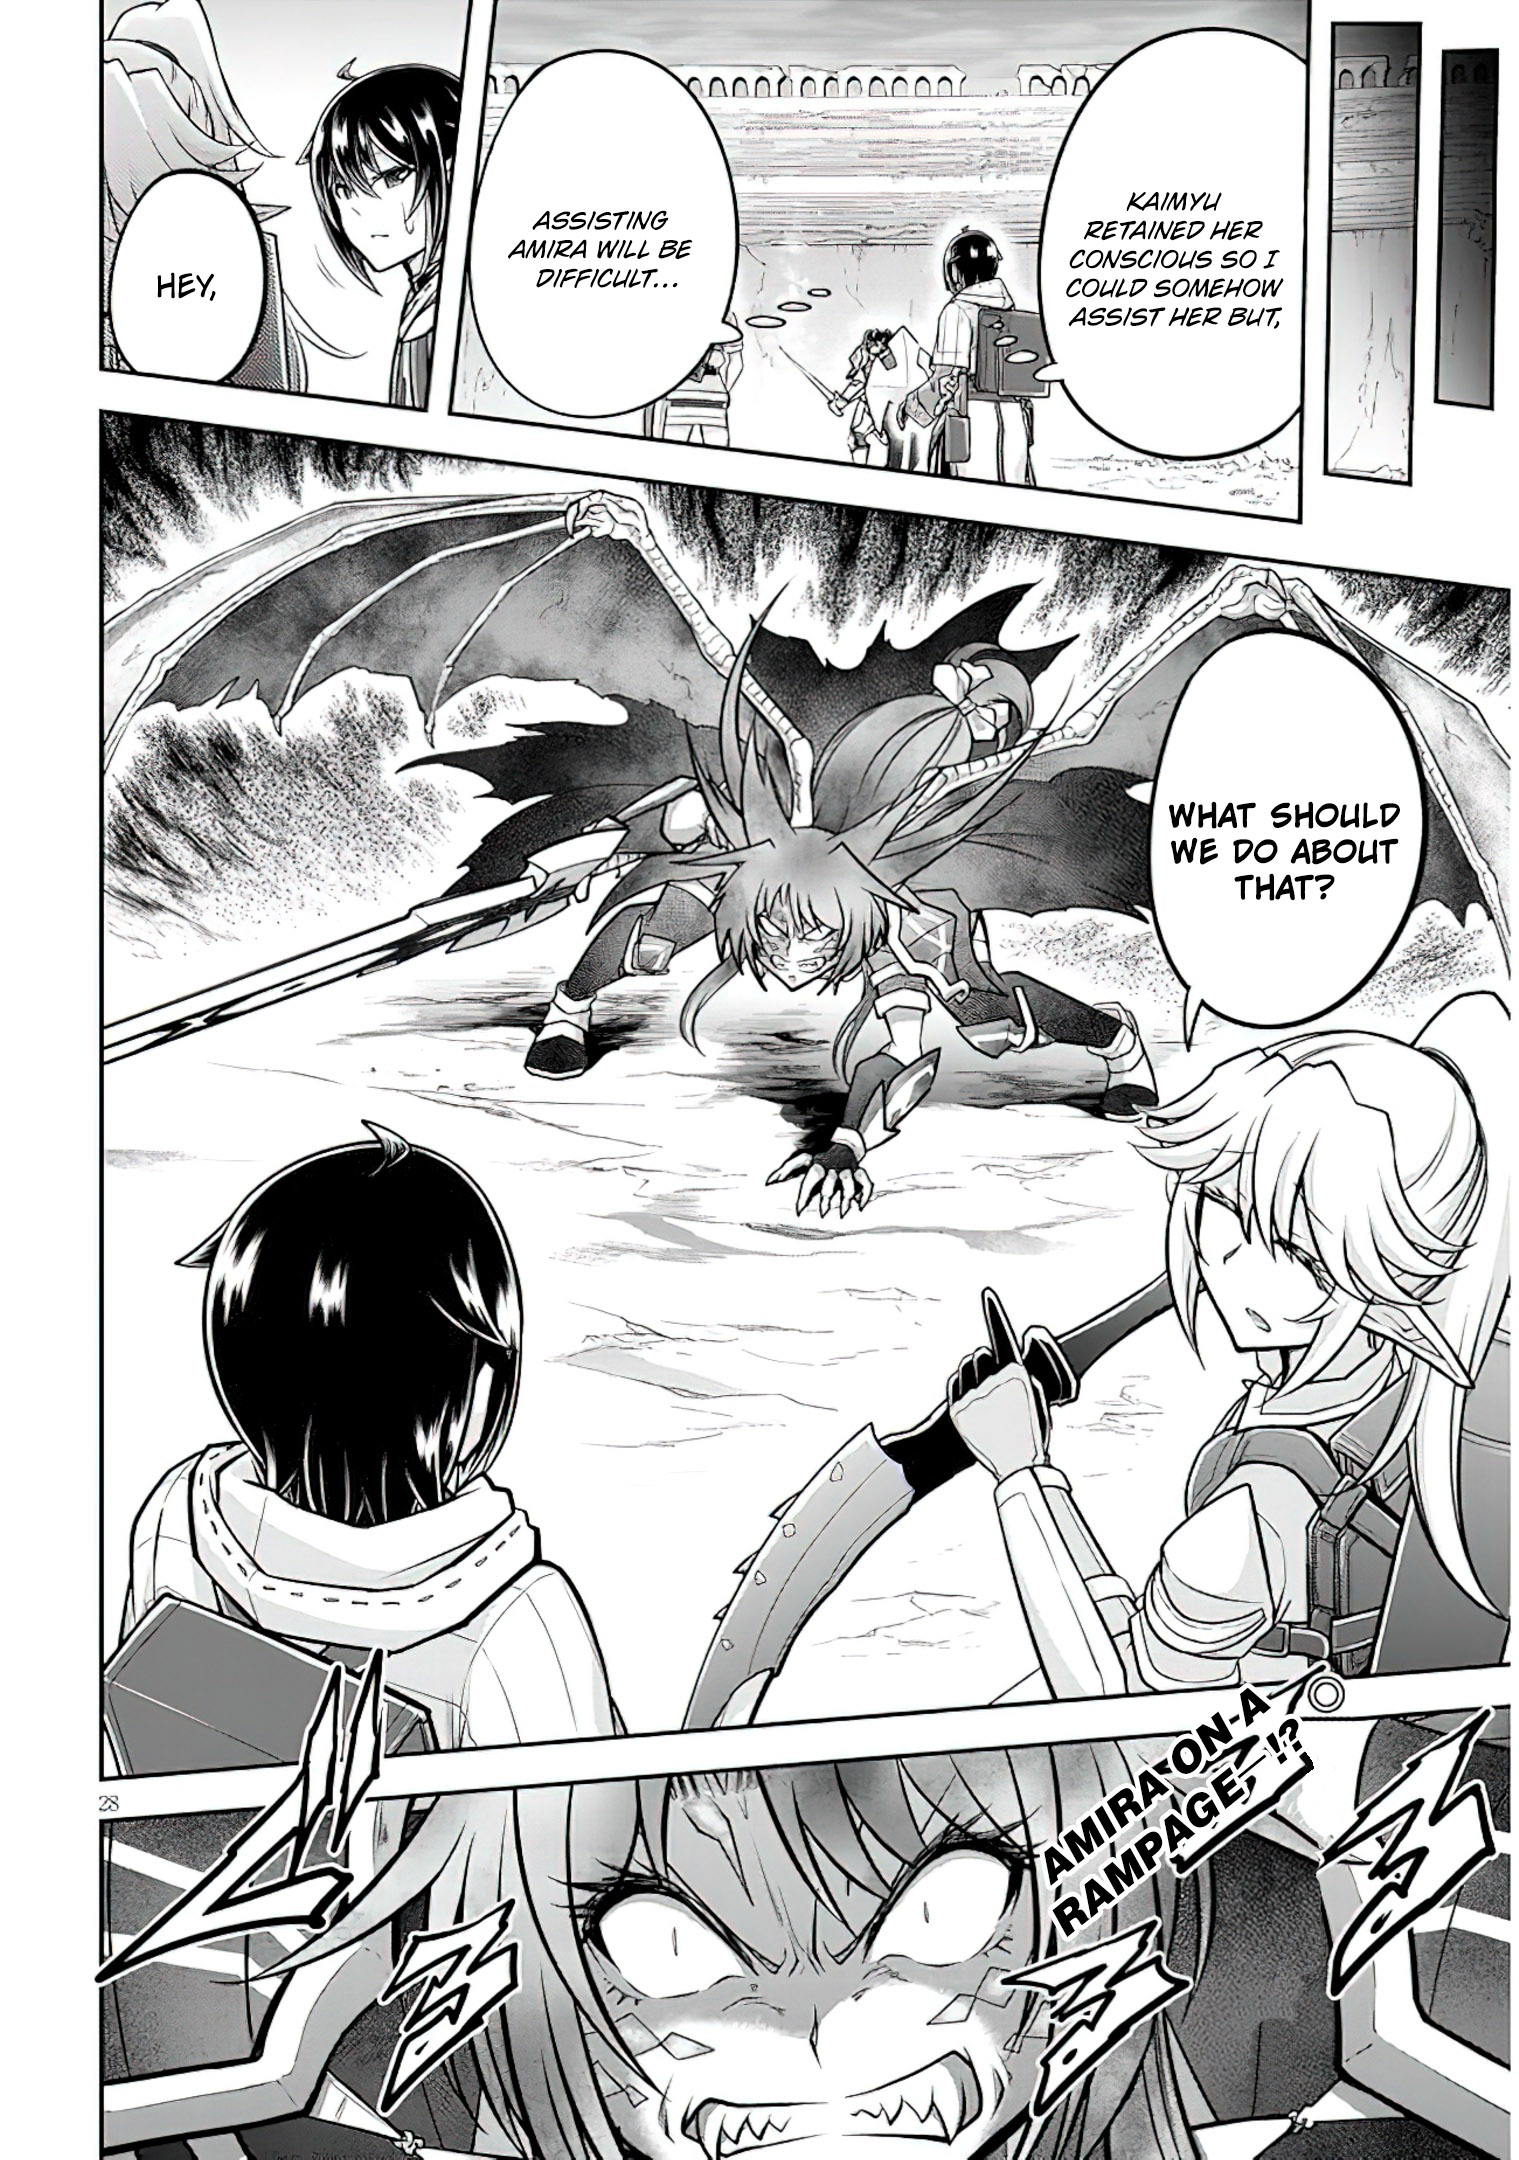 KAIMYU
RETAINED HER
CONSCIOUS SO I
COULD SOMEHOW
ASSIST HER BUT,
ASSISTING
AMIRA WILL BE
DIFFICULT...
HEY,
WHAT SHOULD
WE DO ABOUT
THAT?
AMIRA ON A
RAMPAGE, !?
28